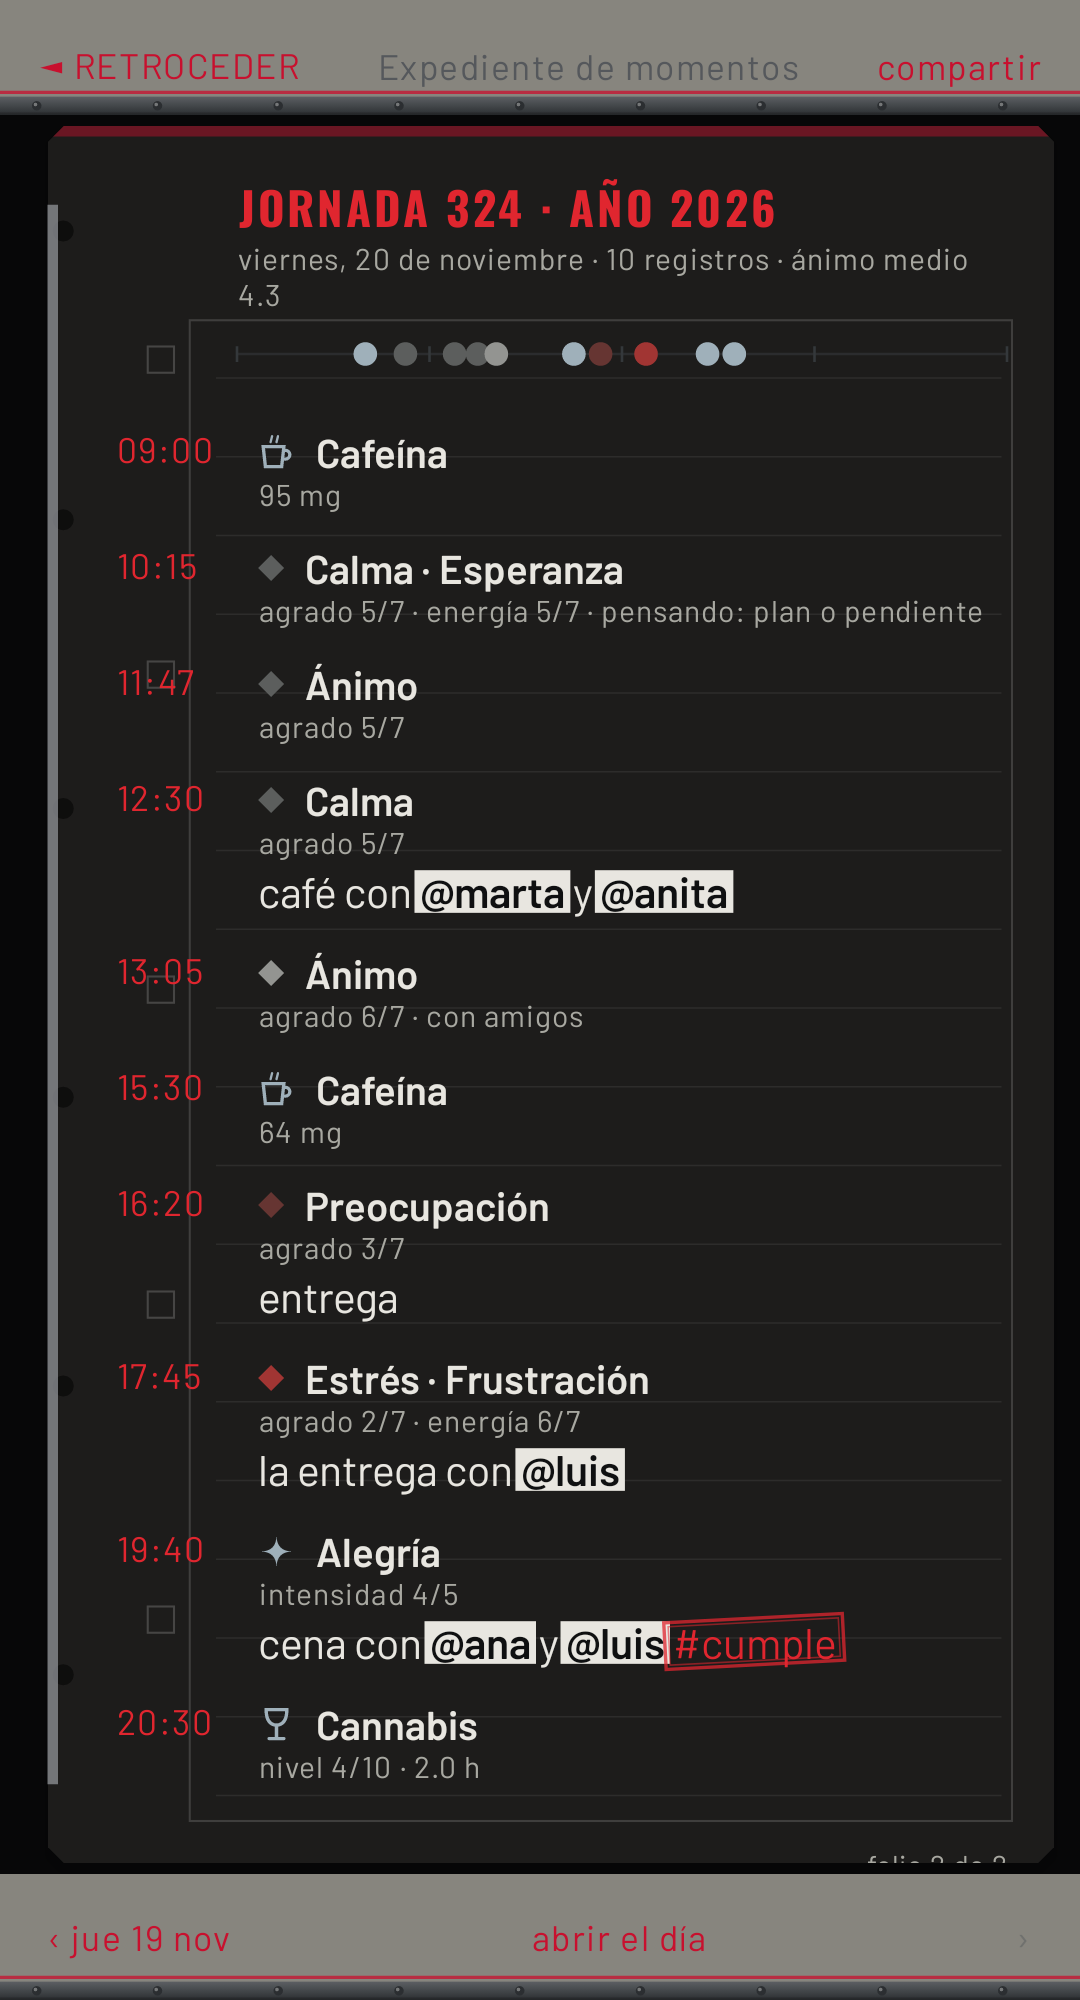 ◄ RETROCEDER Expediente de momentos compartir
JORNADA 324 · AÑO 2026
viernes, 20 de noviembre · 10 registros · ánimo medio
4.3
09:00 Cafeína
95 mg
10:15 Calma · Esperanza
agrado 5/7 · energía 5/7 · pensando: plan o pendiente
11:47 Ánimo
agrado 5/7
12:30 Calma
agrado 5/7
café con @marta y @anita
13:05 Ánimo
agrado 6/7 · con amigos
15:30 Cafeína
64 mg
16:20 Preocupación
agrado 3/7
entrega
17:45 Estrés · Frustración
agrado 2/7 · energía 6/7
la entrega con @luis
19:40 Alegría
intensidad 4/5
cena con @ana y @luis #cumple
20:30 Cannabis
nivel 4/10 · 2.0 h
‹ jue 19 nov abrir el día ›